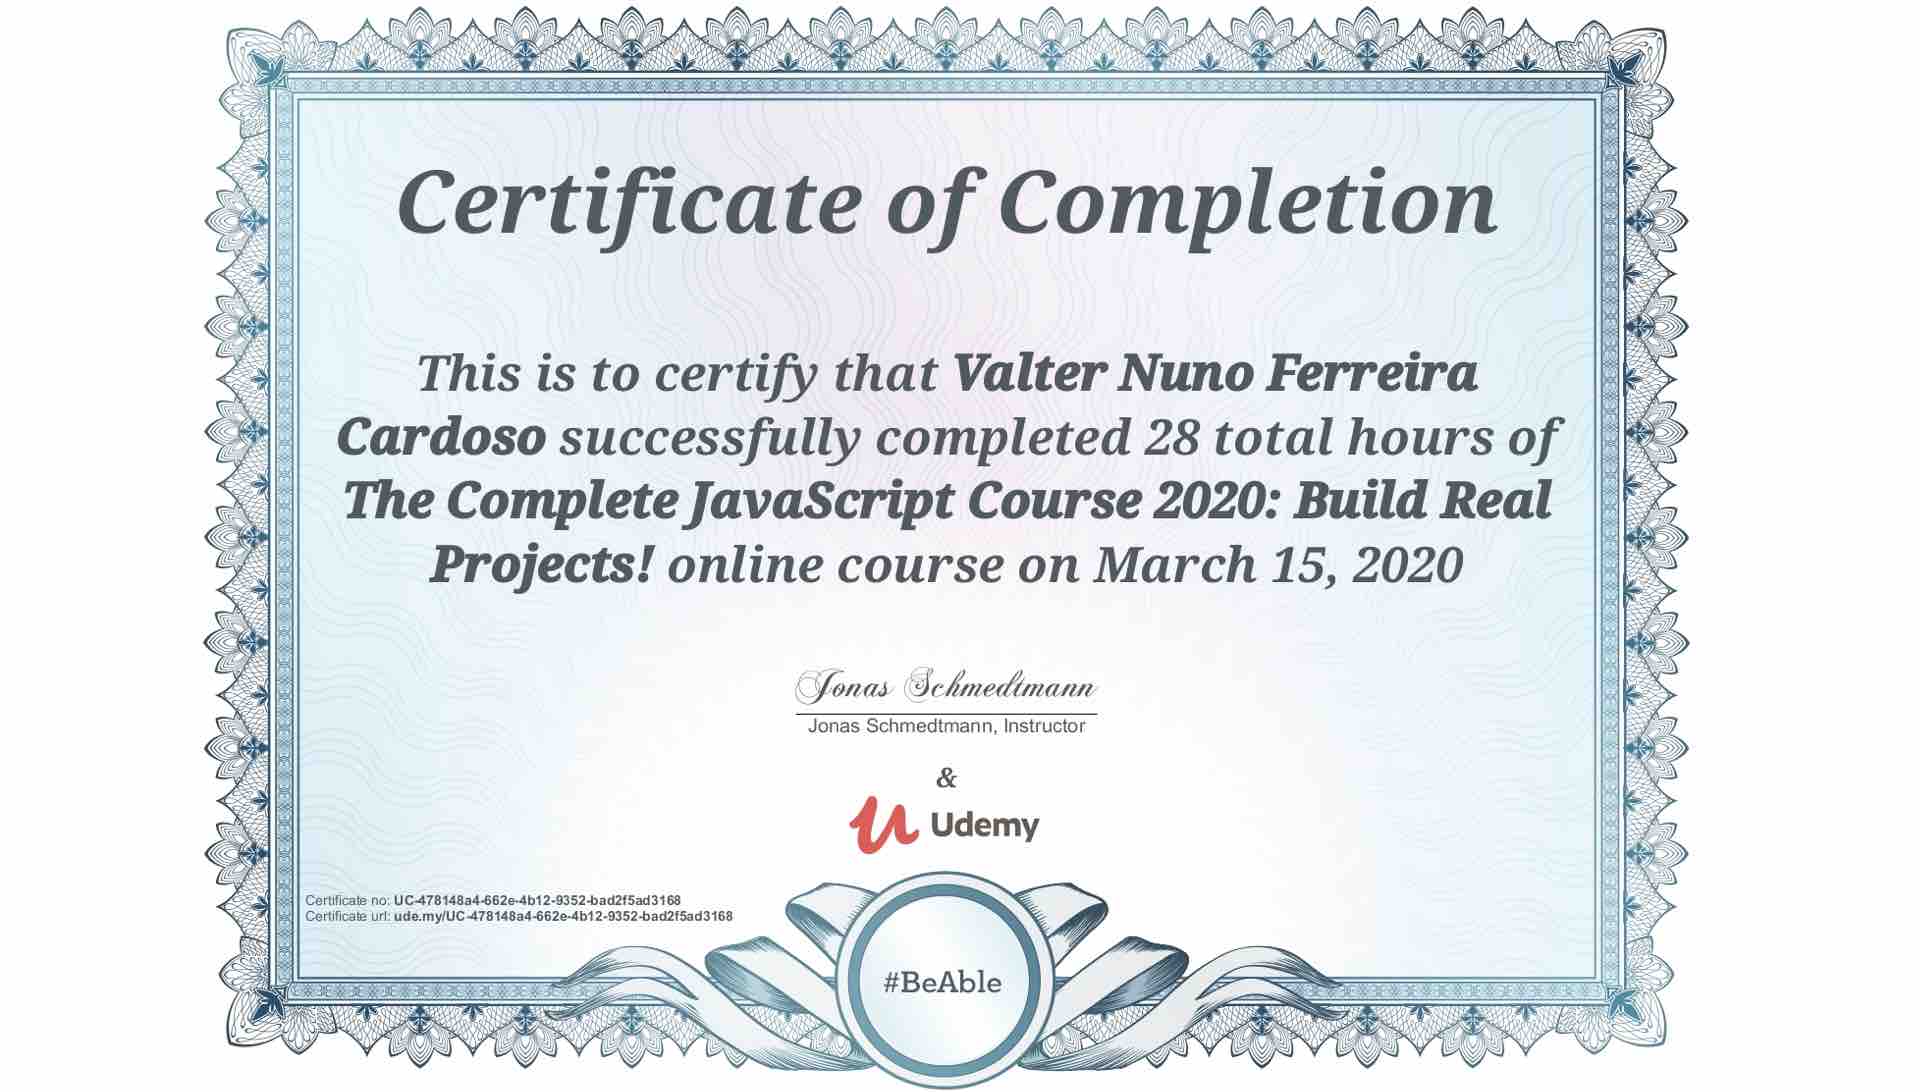 Certificate of Completion
This is to certify that Valter Nuno Ferreira
Cardoso successfully completed 28 total hours of
The Complete JavaScript Course 2020: Build Real
Projects! online course on March 15, 2020
Jonas Schmedtmann
Jonas Schmedtmann, Instructor
&
Udemy
Certificate no: UC-478148a4-662e-4b12-9352-bad2f5ad3168
Certificate url: ude.my/UC-478148a4-662e-4b12-9352-bad2f5ad3168
#BeAble